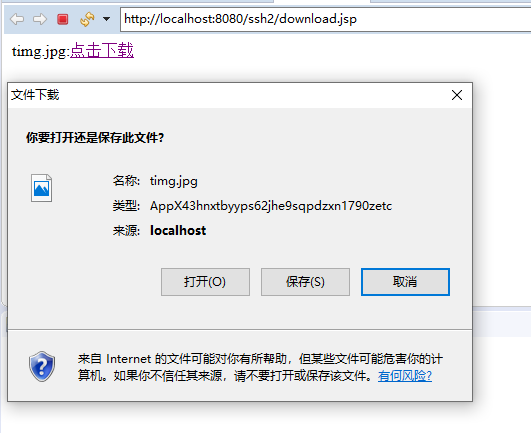 http://localhost:8080/ssh2/download.jsp
timg.jpg:点击下载
文件下载
你要打开还是保存此文件?
名称: timg.jpg
类型: AppX43hnxtbyyps62jhe9sqpdzxn1790zetc
来源: localhost
打开(O) 保存(S) 取消
来自 Internet 的文件可能对你有所帮助，但某些文件可能危害你的计
算机。如果你不信任其来源，请不要打开或保存该文件。有何风险?